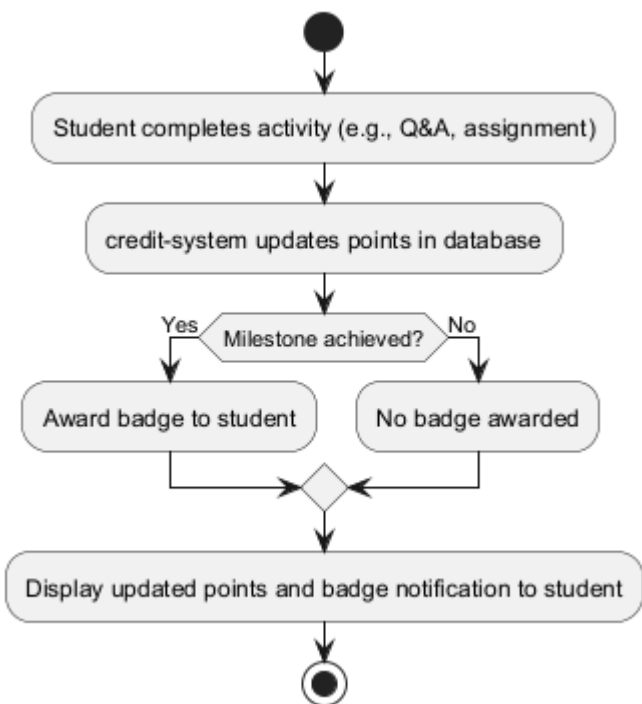 Student completes activity (e.g., Q&A, assignment)
credit-system updates points in database
Yes
Milestone achieved?
No
Award badge to student
No badge awarded
Display updated points and badge notification to student